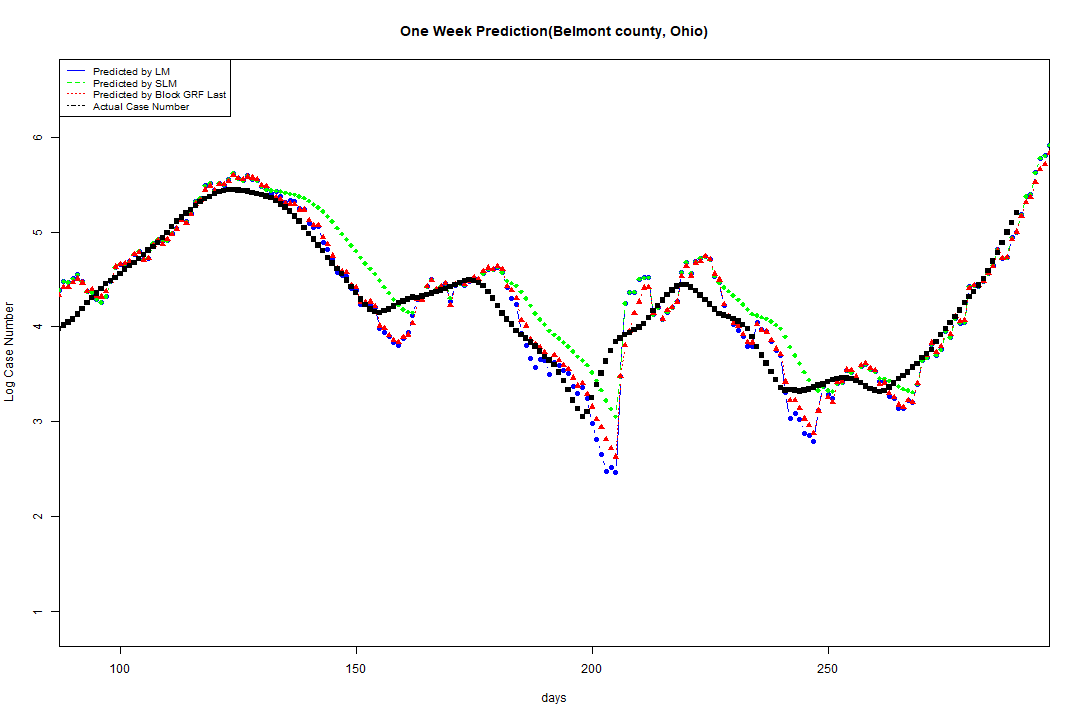 One Week Prediction(Belmont county, Ohio)
Predicted by LM
Predicted by SLM
Predicted by Block GRF Last
Actual Case Number
Log Case Number
6
5
4
3
2
1
100 150 200 250
days